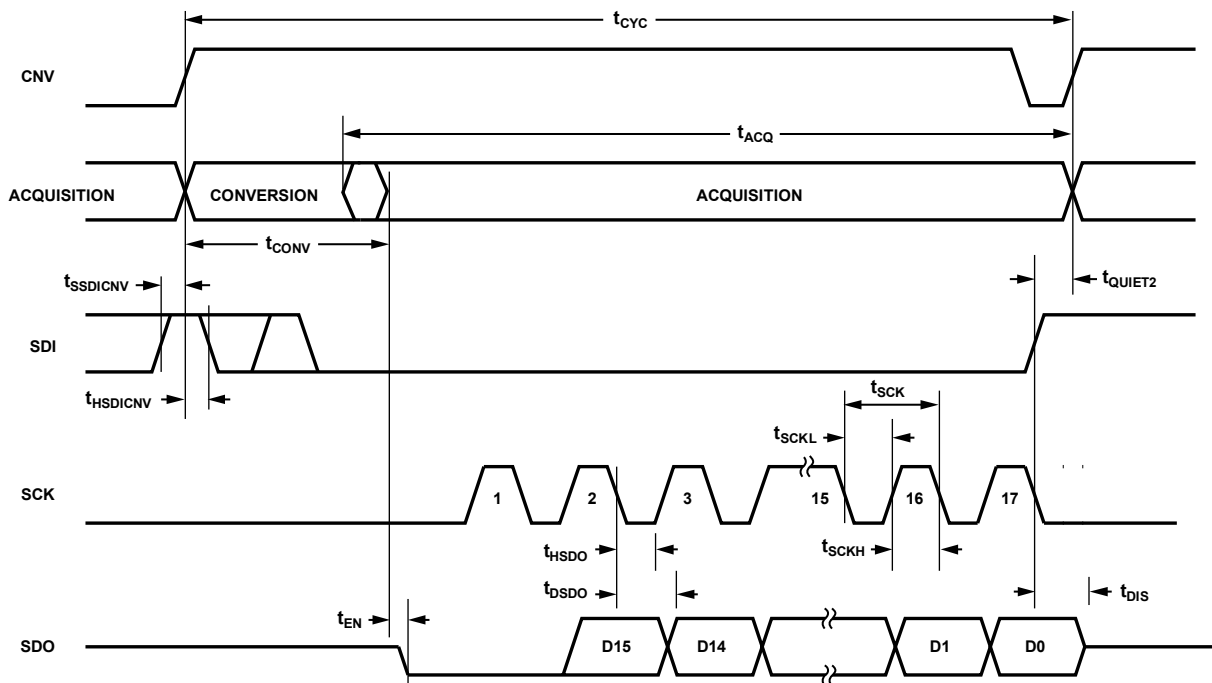 tCYC
CNV
tACQ
ACQUISITION
CONVERSION
ACQUISITION
tCONV
tSSDICNV
tQUIET2
SDI
tHSDICNV
tSCK
tSCKL
SCK
1
2
3
15
16
17
tHSDO
tSCKH
tDSDO
tDIS
tEN
SDO
D15
D14
D1
D0